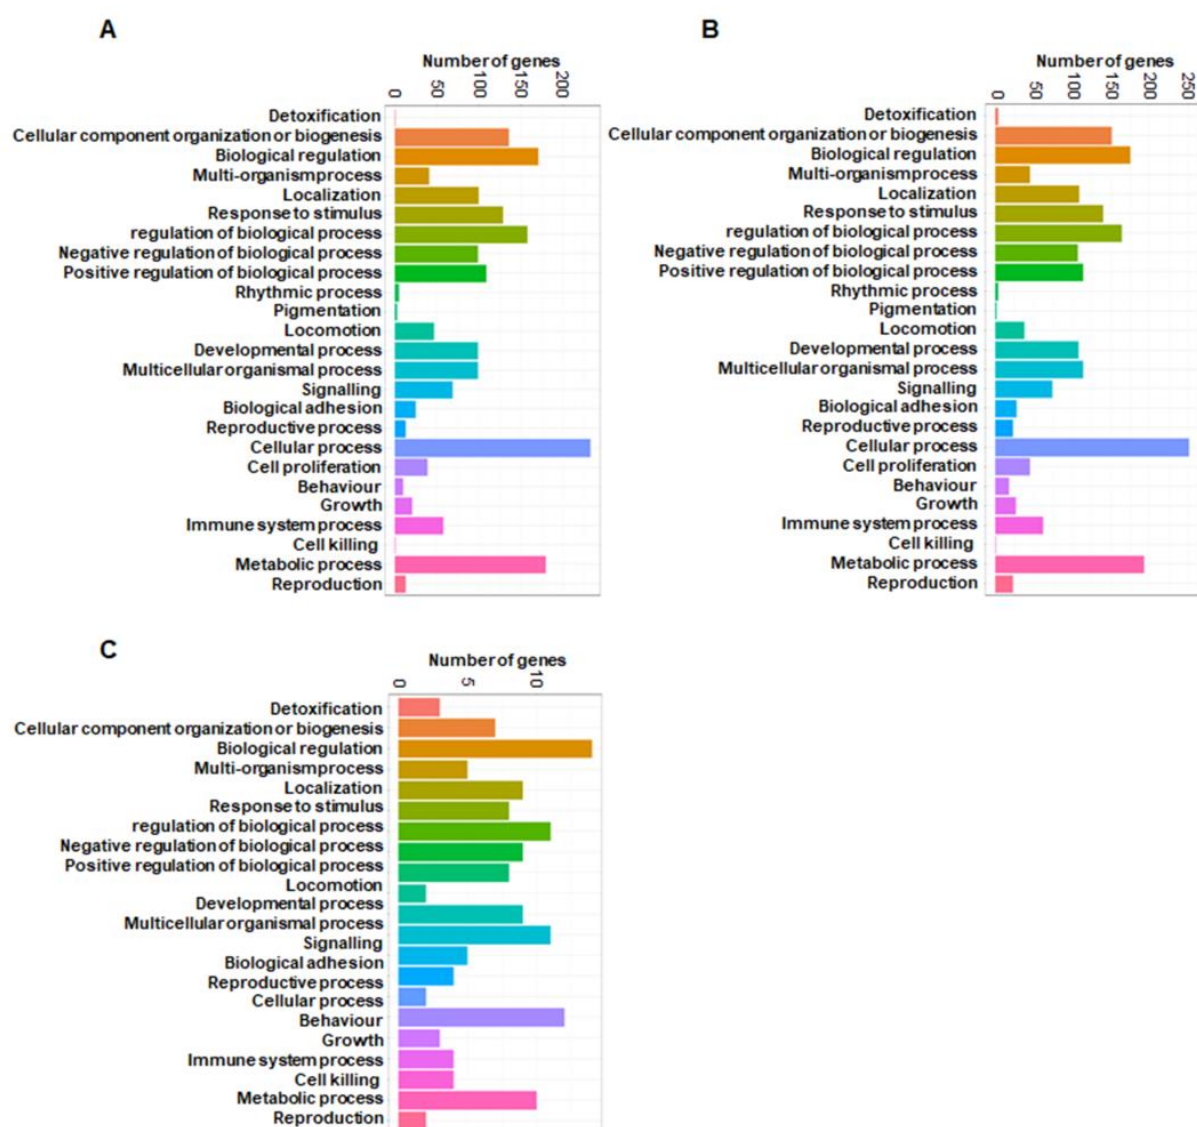 A
Number of genes
0 50 100 150 200
Detoxification
Cellular component organization or biogenesis
Biological regulation
Multi-organism process
Localization
Response to stimulus
regulation of biological process
Negative regulation of biological process
Positive regulation of biological process
Rhythmic process
Pigmentation
Locomotion
Developmental process
Multicellular organismal process
Signalling
Biological adhesion
Reproductive process
Cellular process
Cell proliferation
Behaviour
Growth
Immune system process
Cell killing
Metabolic process
Reproduction
B
Number of genes
0 50 100 150 200 250
Detoxification
Cellular component organization or biogenesis
Biological regulation
Multi-organism process
Localization
Response to stimulus
regulation of biological process
Negative regulation of biological process
Positive regulation of biological process
Rhythmic process
Pigmentation
Locomotion
Developmental process
Multicellular organismal process
Signalling
Biological adhesion
Reproductive process
Cellular process
Cell proliferation
Behaviour
Growth
Immune system process
Cell killing
Metabolic process
Reproduction
C
Number of genes
0 5 10
Detoxification
Cellular component organization or biogenesis
Biological regulation
Multi-organism process
Localization
Response to stimulus
regulation of biological process
Negative regulation of biological process
Positive regulation of biological process
Locomotion
Developmental process
Multicellular organismal process
Signalling
Biological adhesion
Reproductive process
Cellular process
Behaviour
Growth
Immune system process
Cell killing
Metabolic process
Reproduction